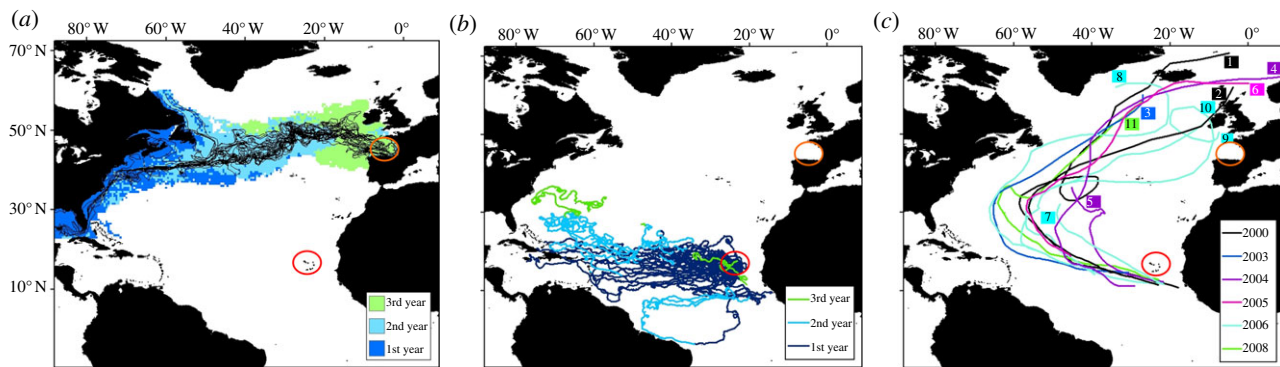 (a)
80° W 60° W 40° W 20° W 0°
70° N
50° N
30° N
10° N
3rd year
2nd year
1st year
(b)
80° W 60° W 40° W 20° W 0°
3rd year
2nd year
1st year
(c)
80° W 60° W 40° W 20° W 0°
1
4
8
2
6
3
10
11
9
5
7
2000
2003
2004
2005
2006
2008